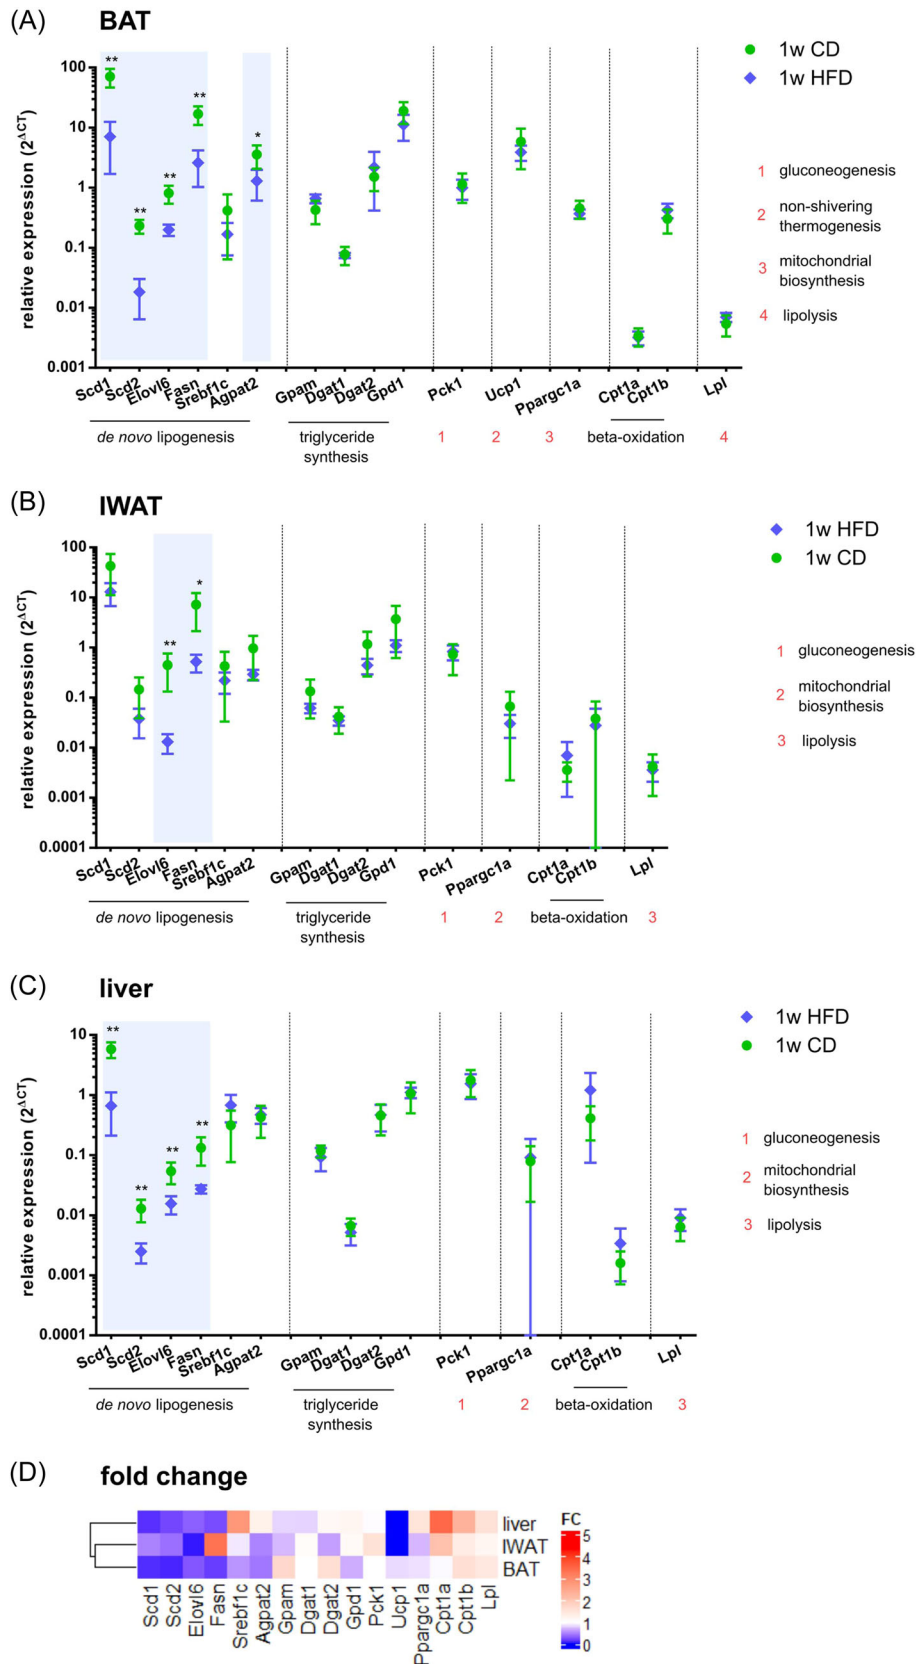 (A) BAT
1w CD
1w HFD
relative expression (2^ΔCT)
100
10
1
0.1
0.01
0.001
** ** ** ** *
Scd1 Scd2 Elovl6 Fasn Srebf1c Agpat2 Gpam Dgat1 Dgat2 Gpd1 Pck1 Ucp1 Ppargc1a Cpt1a Cpt1b Lpl
de novo lipogenesis
triglyceride
synthesis
1 2 3
beta-oxidation
4
1 gluconeogenesis
2 non-shivering
thermogenesis
3 mitochondrial
biosynthesis
4 lipolysis
(B) IWAT
1w HFD
1w CD
relative expression (2^ΔCT)
100
10
1
0.1
0.01
0.001
0.0001
** *
Scd1 Scd2 Elovl6 Fasn Srebf1c Agpat2 Gpam Dgat1 Dgat2 Gpd1 Pck1 Ppargc1a Cpt1a Cpt1b Lpl
de novo lipogenesis
triglyceride
synthesis
1 2
beta-oxidation
3
1 gluconeogenesis
2 mitochondrial
biosynthesis
3 lipolysis
(C) liver
1w HFD
1w CD
relative expression (2^ΔCT)
10
1
0.1
0.01
0.001
0.0001
** ** ** **
Scd1 Scd2 Elovl6 Fasn Srebf1c Agpat2 Gpam Dgat1 Dgat2 Gpd1 Pck1 Ppargc1a Cpt1a Cpt1b Lpl
de novo lipogenesis
triglyceride
synthesis
1 2
beta-oxidation
3
1 gluconeogenesis
2 mitochondrial
biosynthesis
3 lipolysis
(D) fold change
liver
IWAT
BAT
Scd1 Scd2 Elovl6 Fasn Srebf1c Agpat2 Gpam Dgat1 Dgat2 Gpd1 Pck1 Ucp1 Ppargc1a Cpt1a Cpt1b Lpl
FC
5
4
3
2
1
0